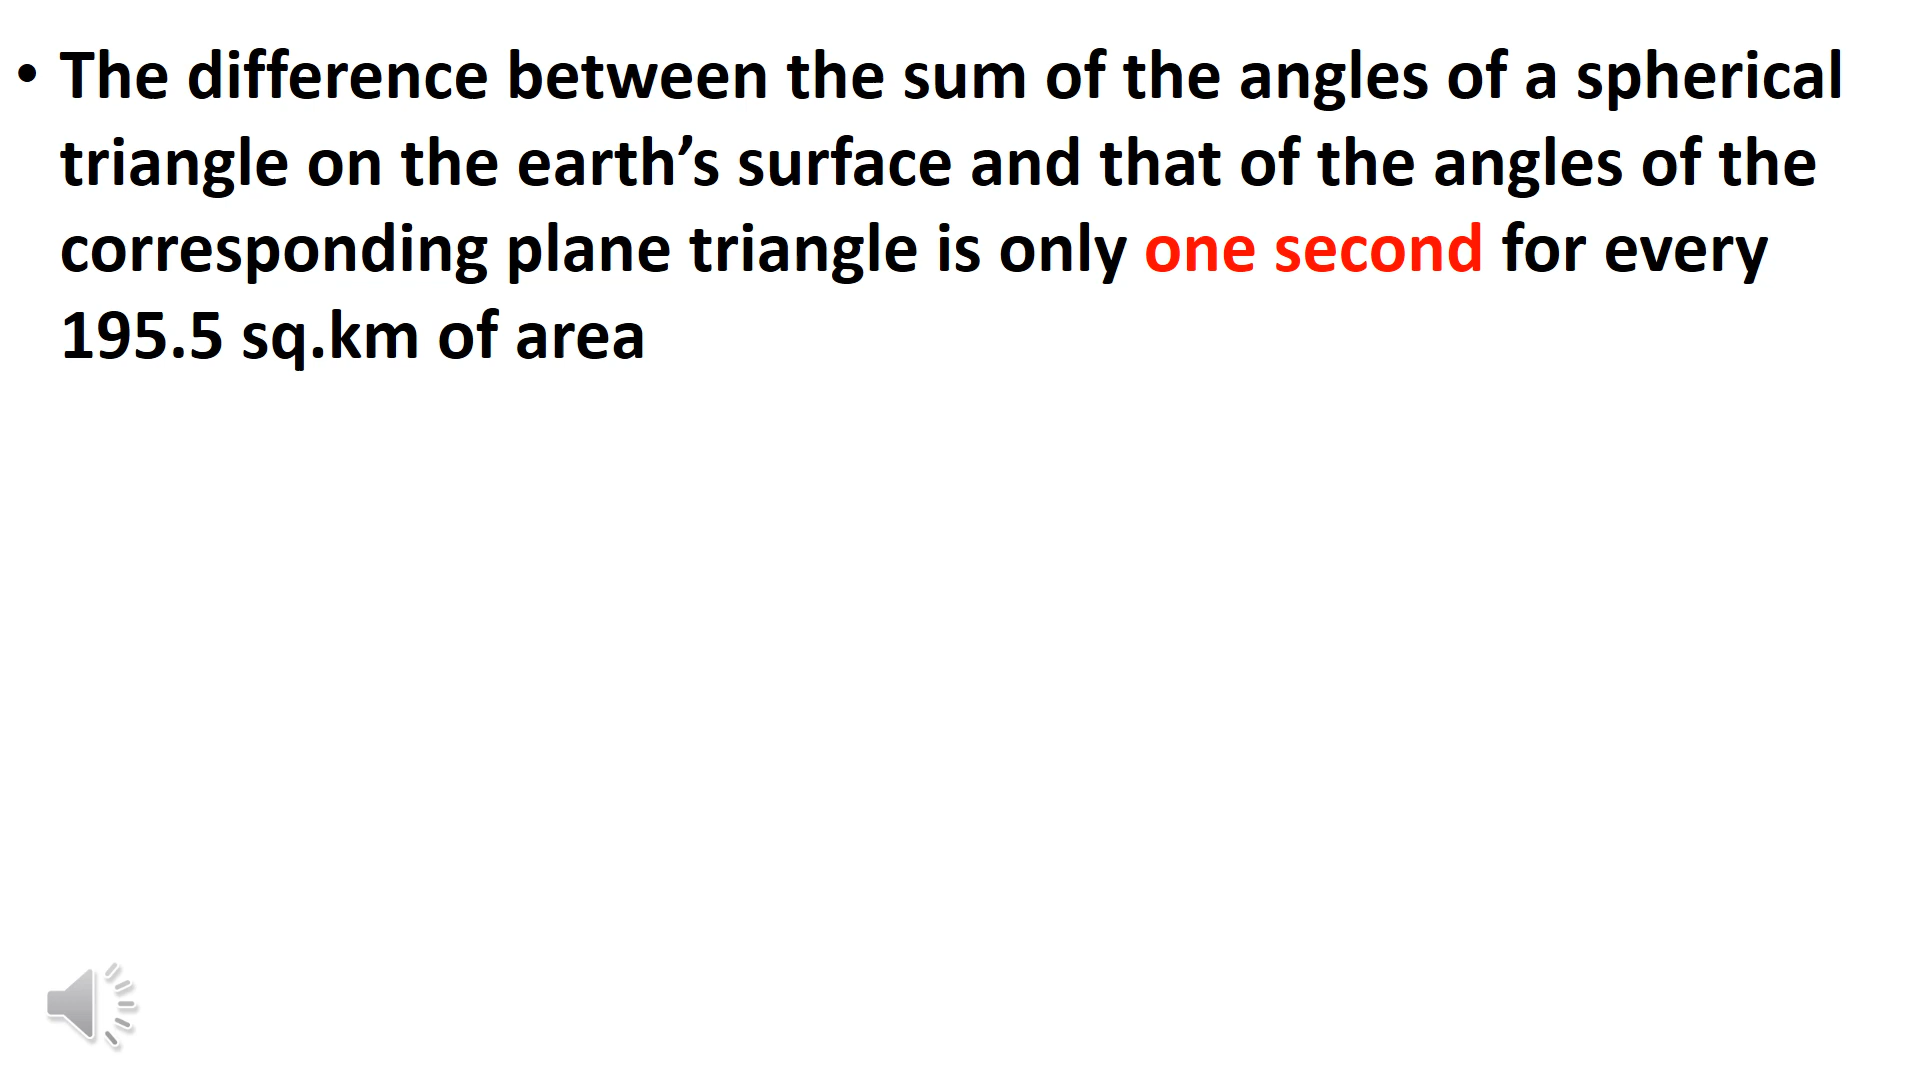 • The difference between the sum of the angles of a spherical
triangle on the earth’s surface and that of the angles of the
corresponding plane triangle is only one second for every
195.5 sq.km of area